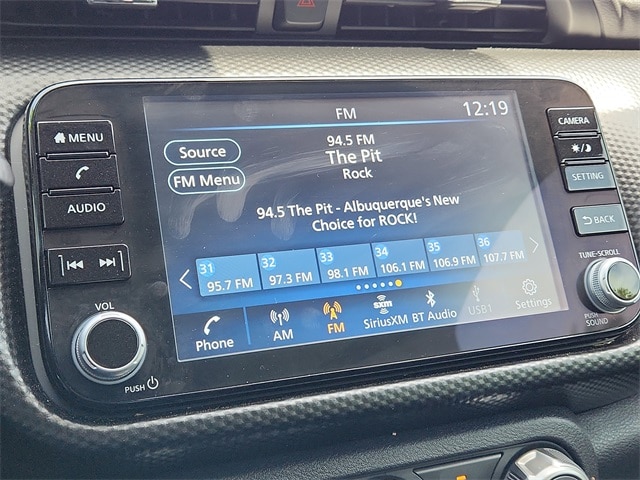 FM
12:19
MENU
AUDIO
VOL
PUSH
Source
FM Menu
94.5 FM
The Pit
Rock
94.5 The Pit - Albuquerque's New
Choice for ROCK!
31 32 33 34 35 36
95.7 FM 97.3 FM 98.1 FM 106.1 FM 106.9 FM 107.7 FM
Phone AM FM SiriusXM BT Audio USB1 Settings
sxm
CAMERA
SETTING
BACK
TUNE-SCROLL
PUSH
SOUND